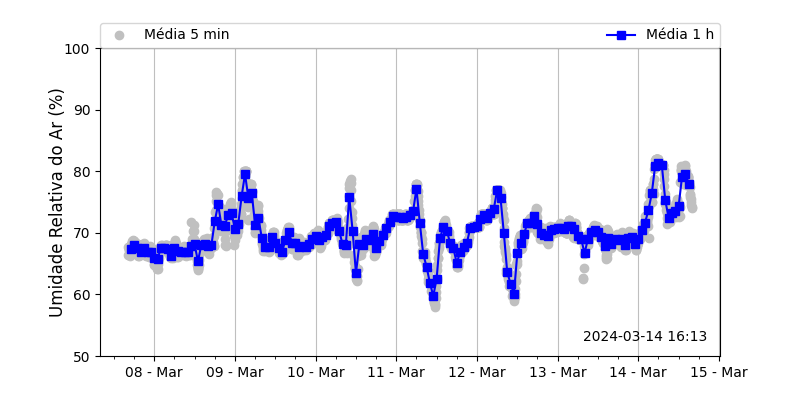 Média 5 min
Média 1 h
Umidade Relativa do Ar (%)
100
90
80
70
60
50
2024-03-14 16:13
08 - Mar
09 - Mar
10 - Mar
11 - Mar
12 - Mar
13 - Mar
14 - Mar
15 - Mar